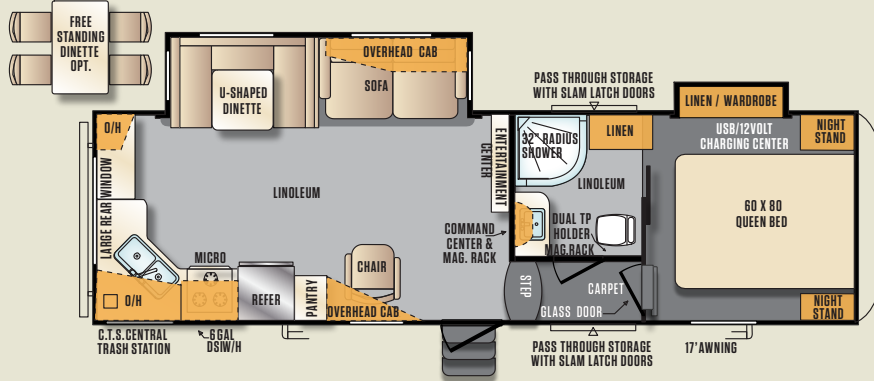 FREE
STANDING
DINETTE
OPT.
U-SHAPED
DINETTE
OVERHEAD CAB
SOFA
PASS THROUGH STORAGE
WITH SLAM LATCH DOORS
LINEN / WARDROBE
O/H
LARGE REAR WINDOW
LINOLEUM
ENTERTAINMENT
CENTER
32" RADIUS
SHOWER
LINEN
LINOLEUM
USB/12VOLT
CHARGING CENTER
NIGHT
STAND
60 X 80
QUEEN BED
COMMAND
CENTER &
MAG. RACK
DUAL TP
HOLDER
MAG.RACK
MICRO
O/H
REFER
PANTRY
CHAIR
OVERHEAD CAB
STEP
CARPET
GLASS DOOR
NIGHT
STAND
C.T.S.CENTRAL
TRASH STATION
6 GAL
DSIW/H
PASS THROUGH STORAGE
WITH SLAM LATCH DOORS
17'AWNING